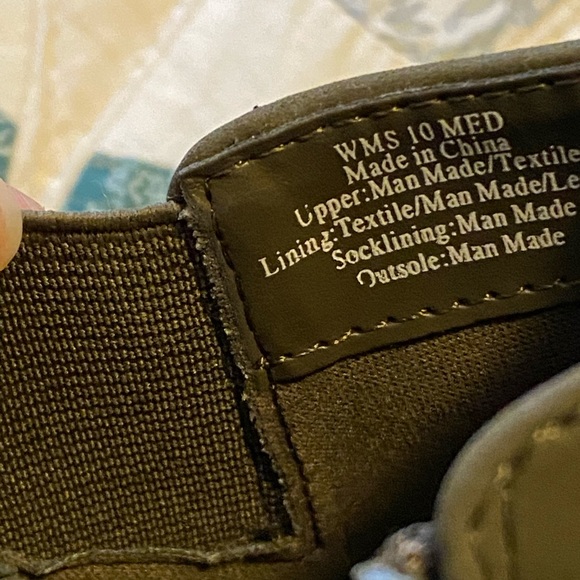 WMS 10 MED
Made in China
Upper:Man Made/Textile
Lining:Textile/Man Made/Le
Socklining:Man Made
Outsole:Man Made